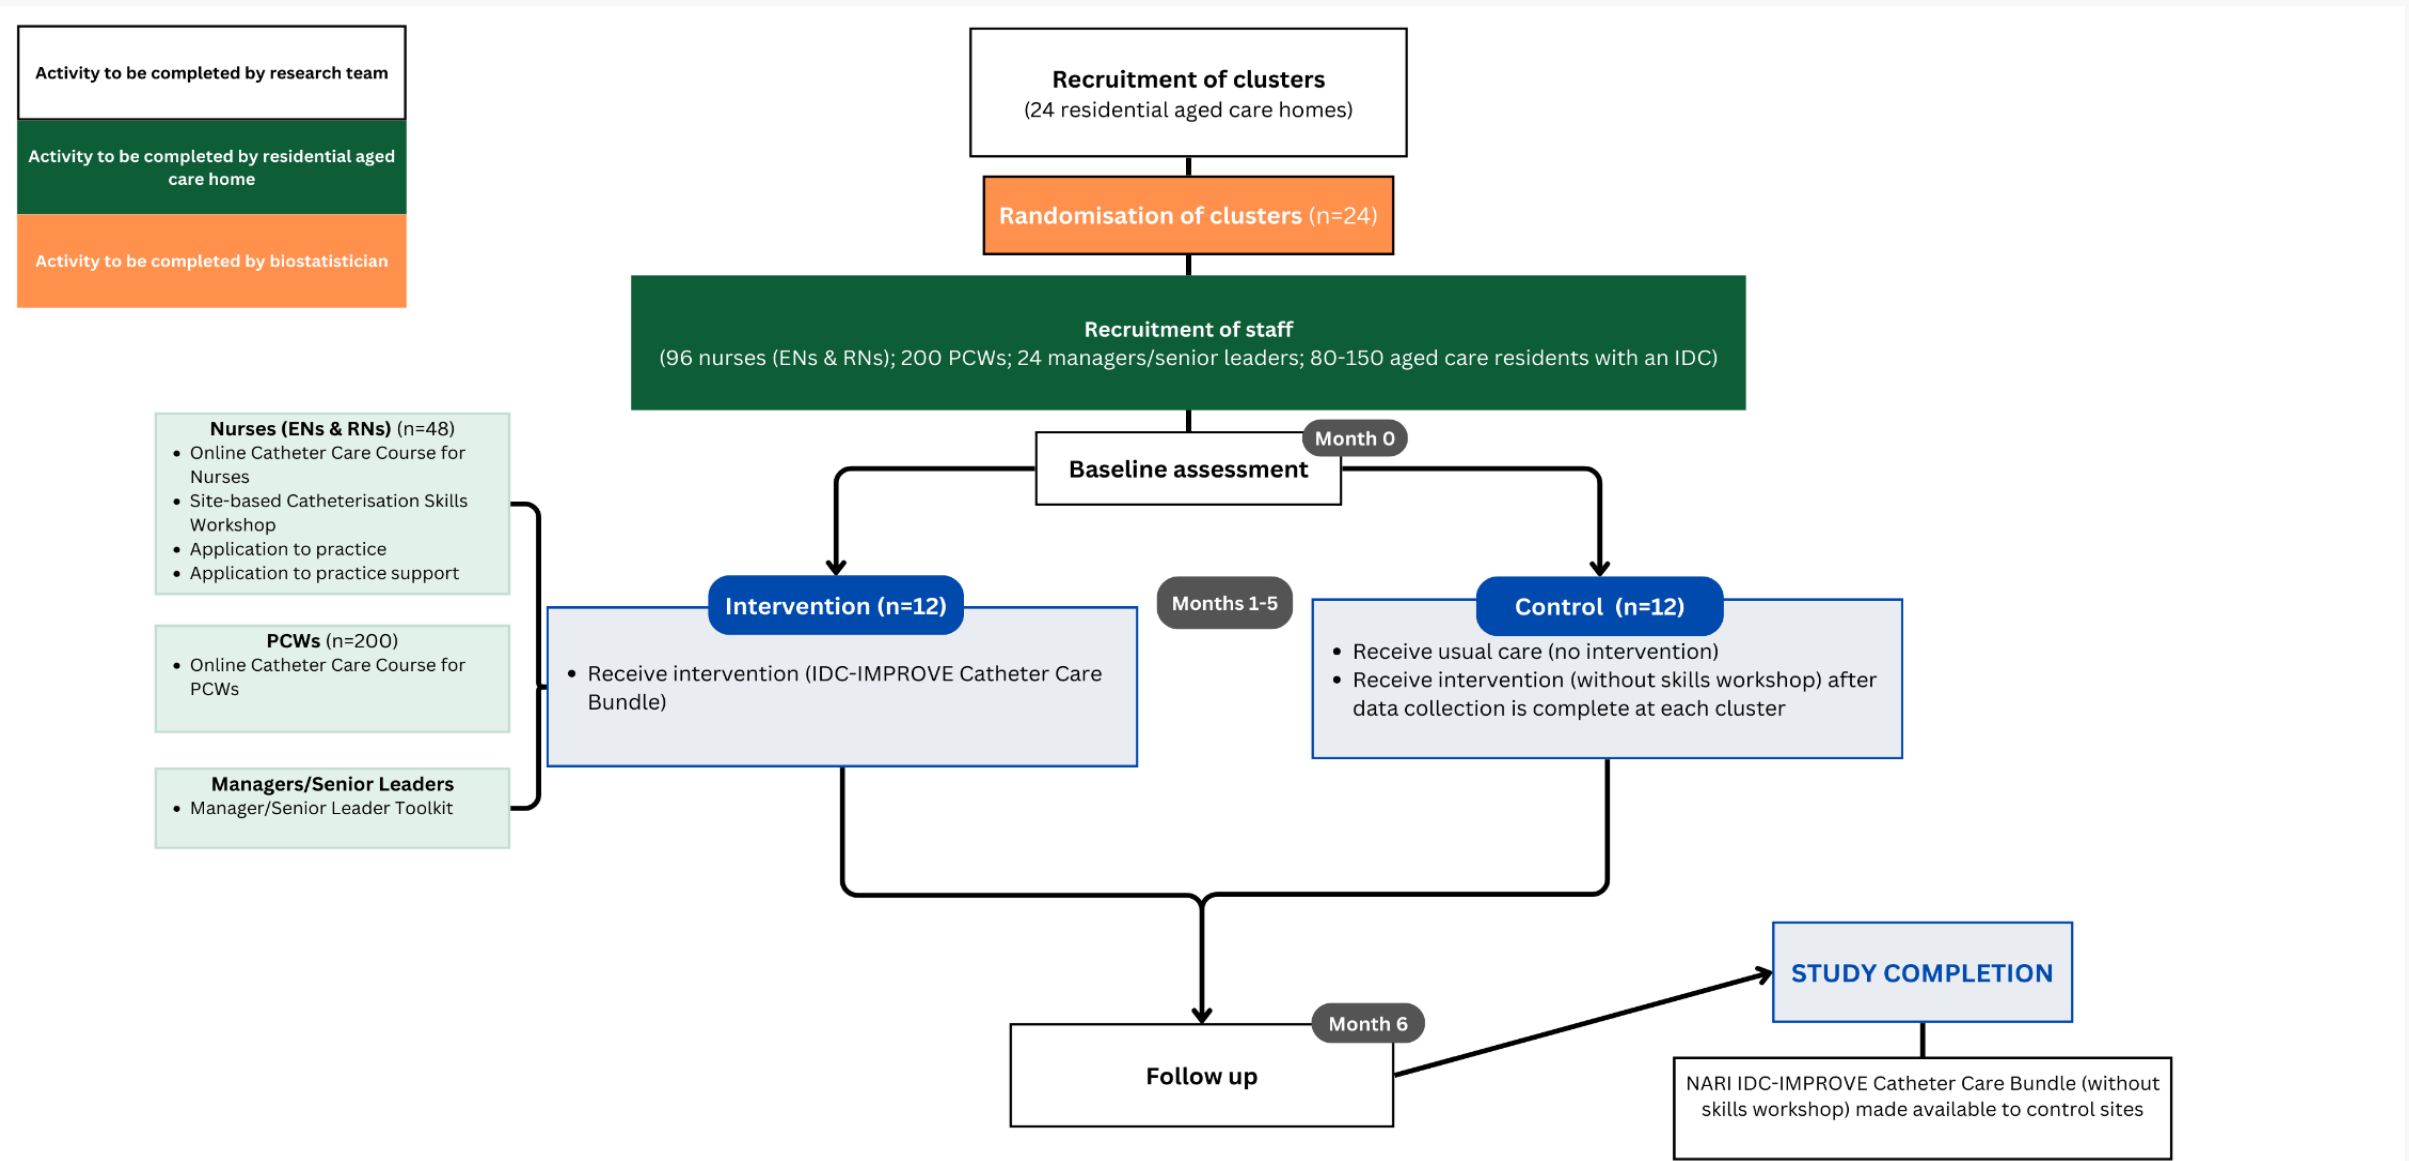 Activity to be completed by research team
Activity to be completed by residential aged
care home
Activity to be completed by biostatistician
Recruitment of clusters
(24 residential aged care homes)
Randomisation of clusters (n=24)
Recruitment of staff
(96 nurses (ENs & RNs); 200 PCWs; 24 managers/senior leaders; 80-150 aged care residents with an IDC)
Month 0
Baseline assessment
Nurses (ENs & RNs) (n=48)
• Online Catheter Care Course for
Nurses
• Site-based Catheterisation Skills
Workshop
• Application to practice
• Application to practice support
PCWs (n=200)
• Online Catheter Care Course for
PCWs
Managers/Senior Leaders
• Manager/Senior Leader Toolkit
Intervention (n=12)
• Receive intervention (IDC-IMPROVE Catheter Care
Bundle)
Months 1-5
Control (n=12)
• Receive usual care (no intervention)
• Receive intervention (without skills workshop) after
data collection is complete at each cluster
Month 6
Follow up
STUDY COMPLETION
NARI IDC-IMPROVE Catheter Care Bundle (without
skills workshop) made available to control sites